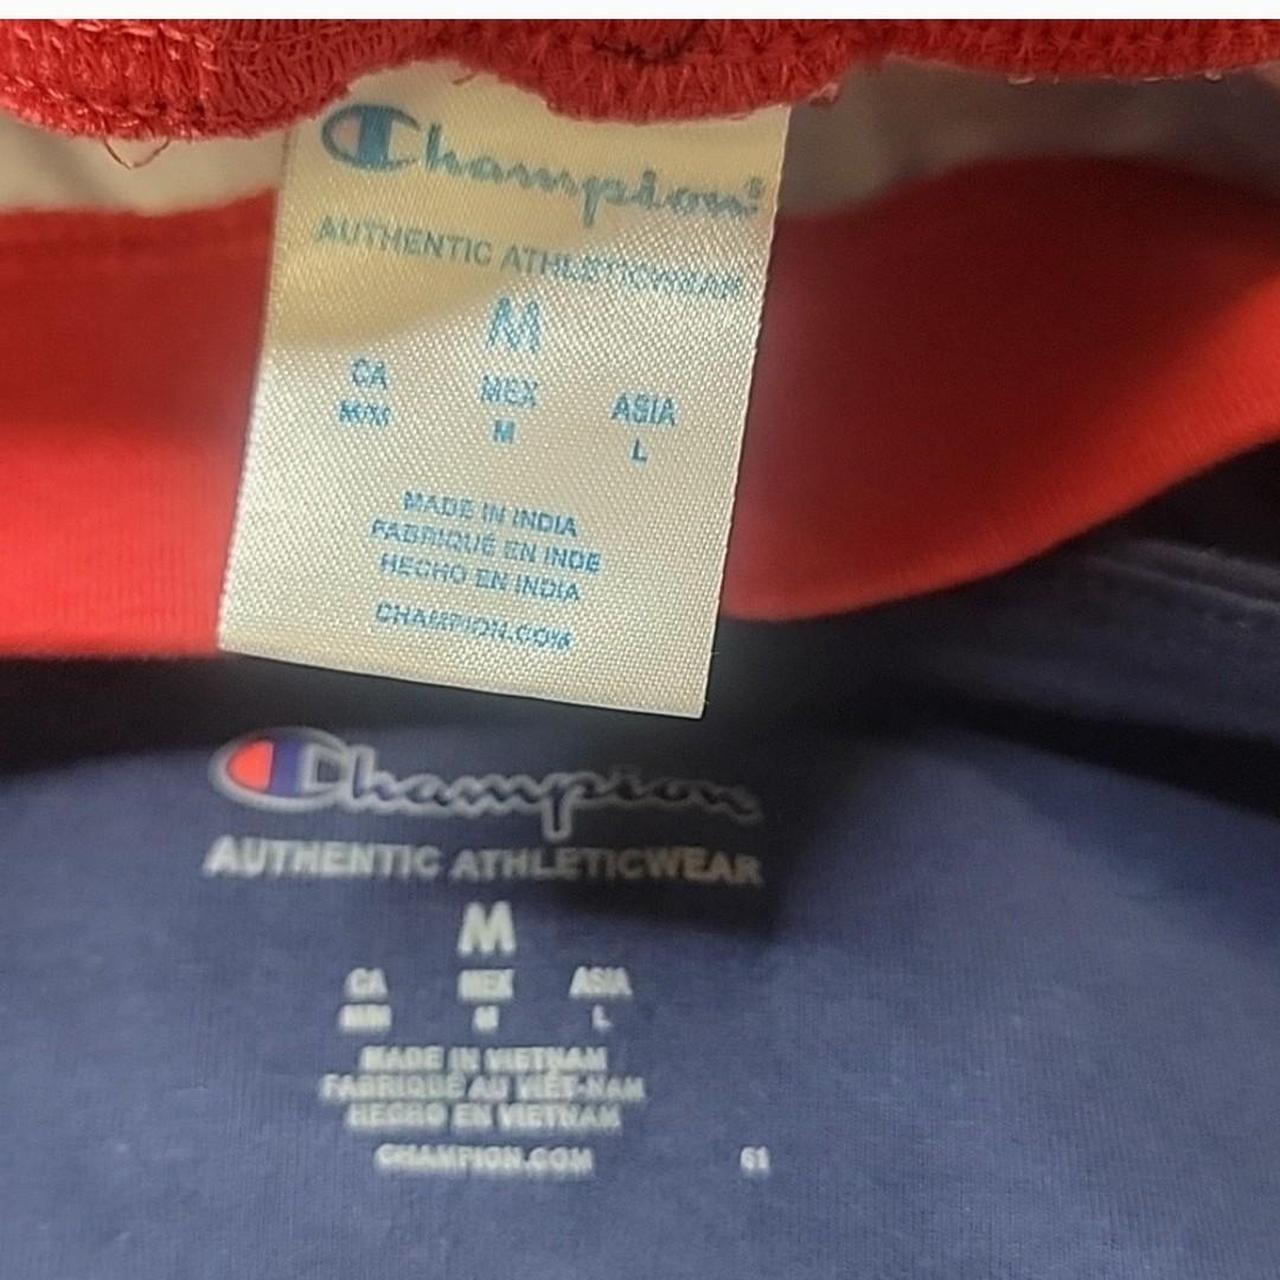 Champion
AUTHENTIC ATHLETICWEAR
M
CA MEX ASIA
M/M M L
MADE IN INDIA
FABRIQUÉ EN INDE
HECHO EN INDIA
CHAMPION.COM
Champion
AUTHENTIC ATHLETICWEAR
M
CA MEX ASIA
M/M M L
MADE IN VIETNAM
FABRIQUÉ AU VIÊT-NAM
HECHO EN VIETNAM
CHAMPION.COM 61